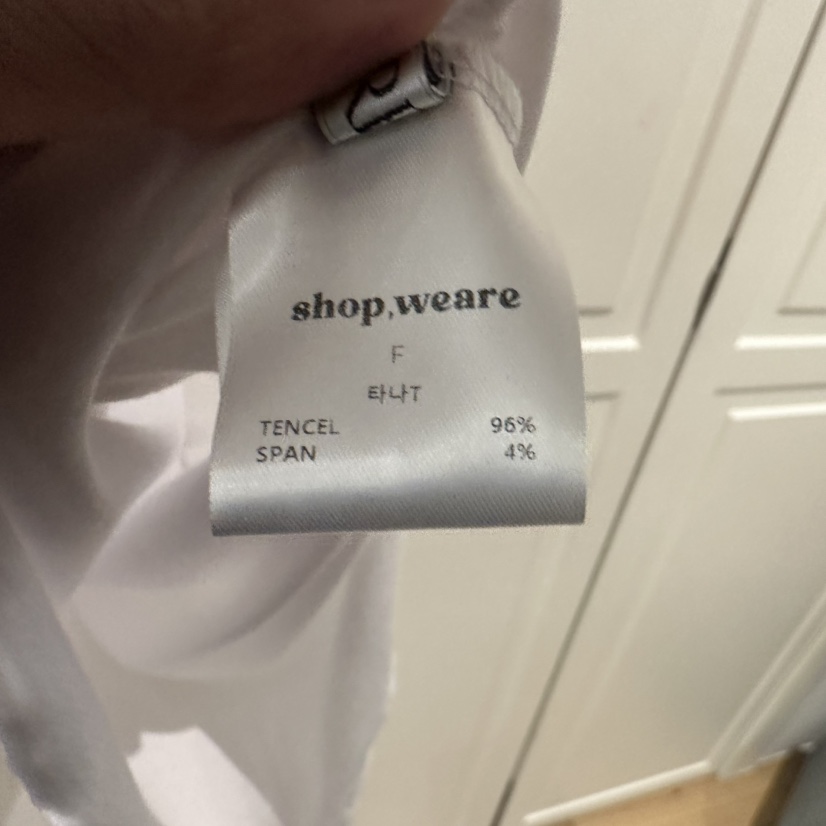 shop,weare
F
타나T
TENCEL 96%
SPAN 4%